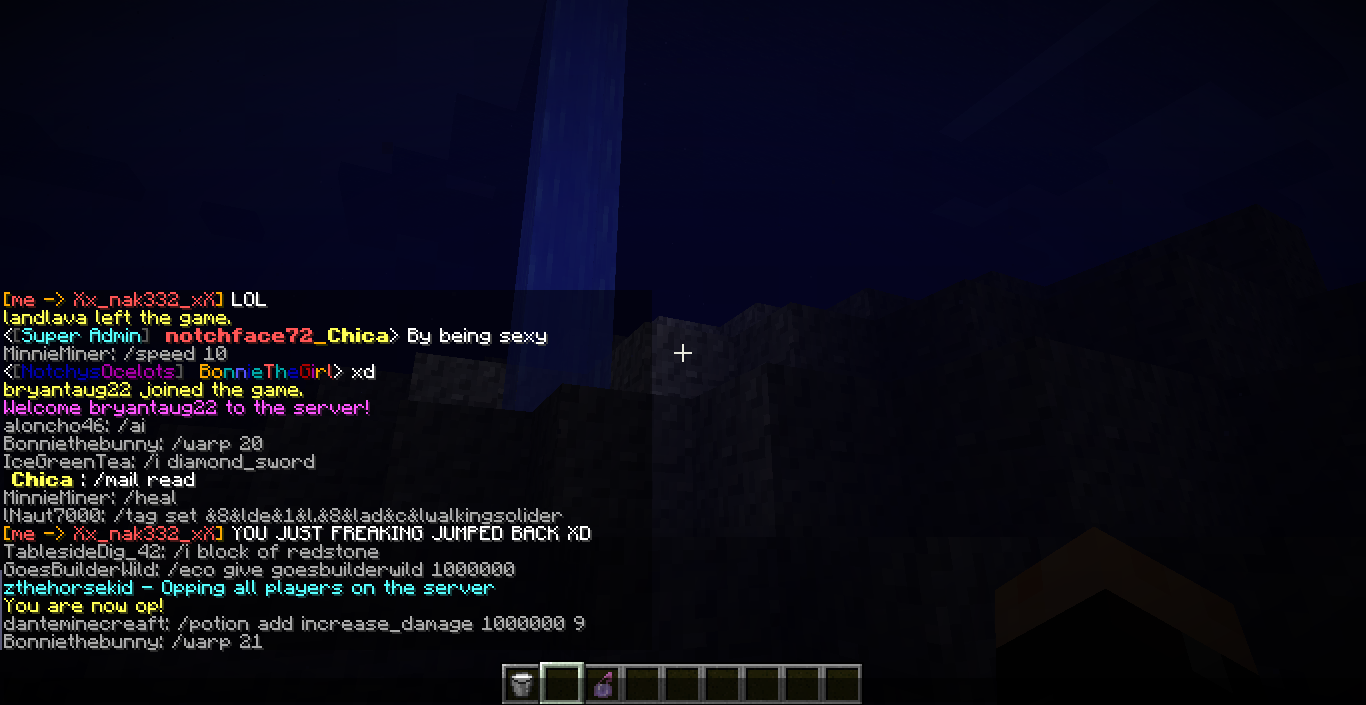 [me -> Xx_nak332_xX] LOL
landlava left the game.
<[Super Admin] notchface72_Chica> By being sexy
MinnieMiner: /speed 10
<[NotchysOcelots] BonnieTheGirl> xd
bryantaug22 joined the game.
Welcome bryantaug22 to the server!
aloncho46: /ai
Bonniethebunny: /warp 20
IceGreenTea: /i diamond_sword
Chica : /mail read
MinnieMiner: /heal
lNaut7000: /tag set &8&lde&1&l.&8&lad&c&lwalkingsolider
[me -> Xx_nak332_xX] YOU JUST FREAKING JUMPED BACK XD
TablesideDig_42: /i block of redstone
GoesBuilderWild: /eco give goesbuilderwild 1000000
zthehorsekid - Opping all players on the server
You are now op!
danteminecreaft: /potion add increase_damage 1000000 9
Bonniethebunny: /warp 21